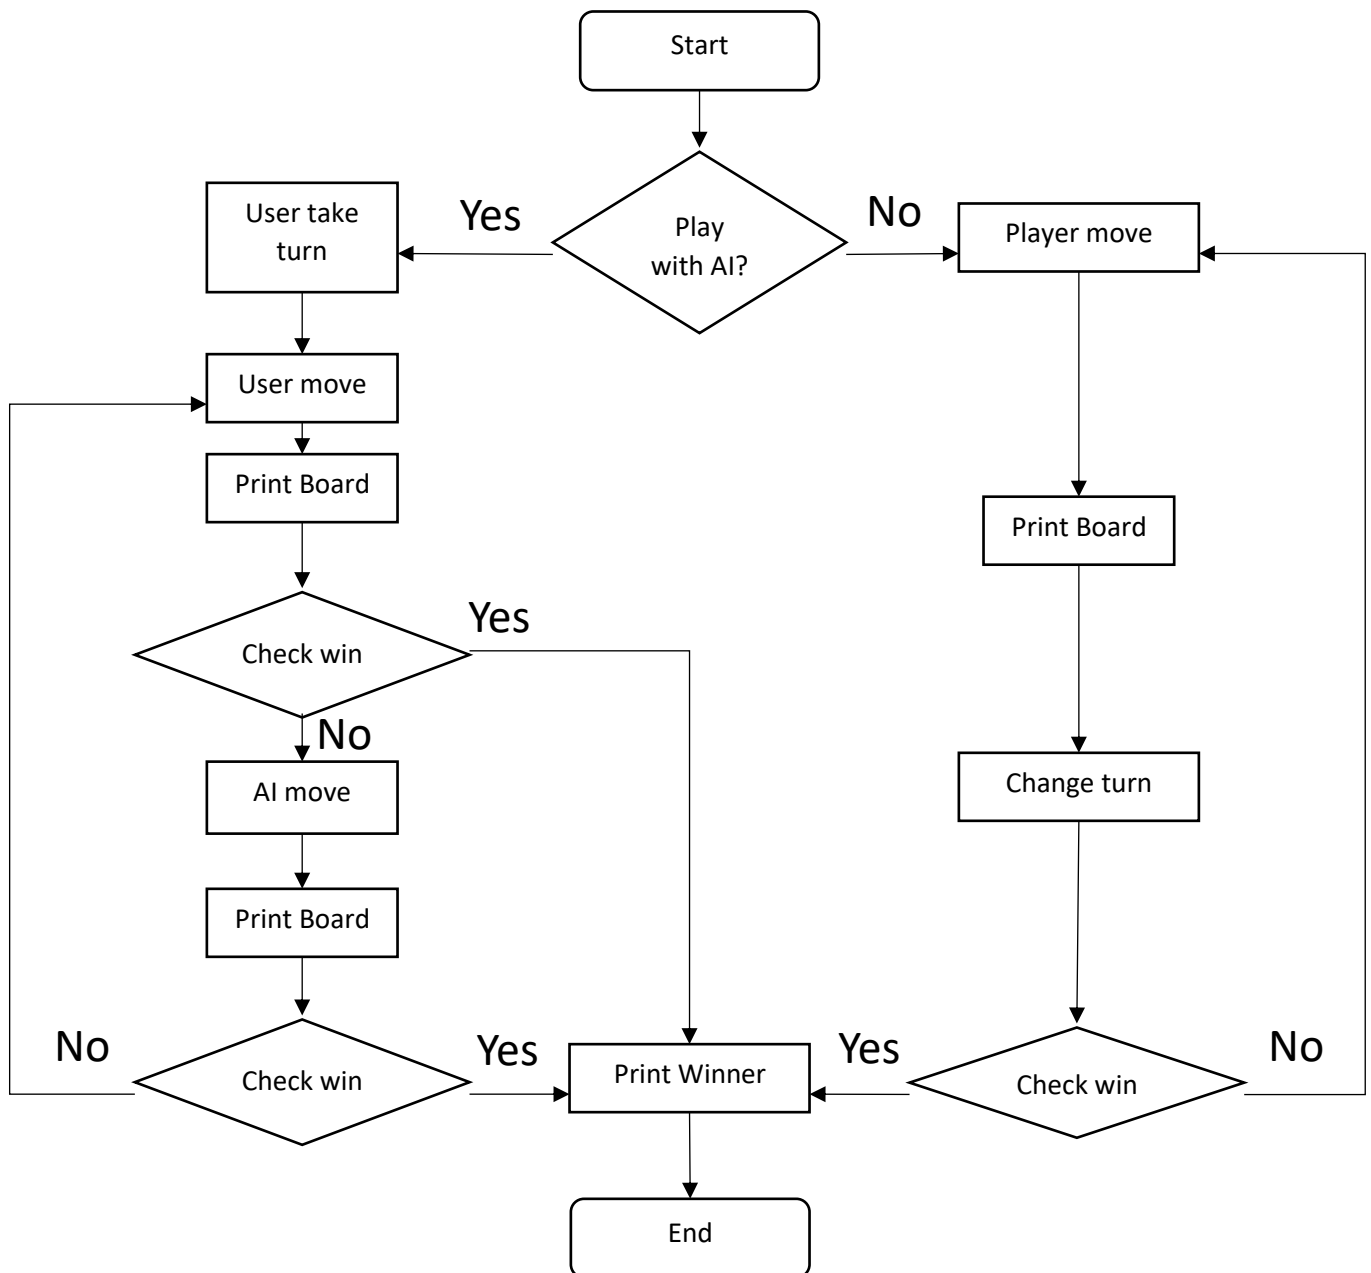 Start
Play
with AI?
Yes
No
User take
turn
Player move
User move
Print Board
Print Board
Check win
Yes
No
AI move
Change turn
Print Board
Check win
No
Yes
Print Winner
Yes
Check win
No
End